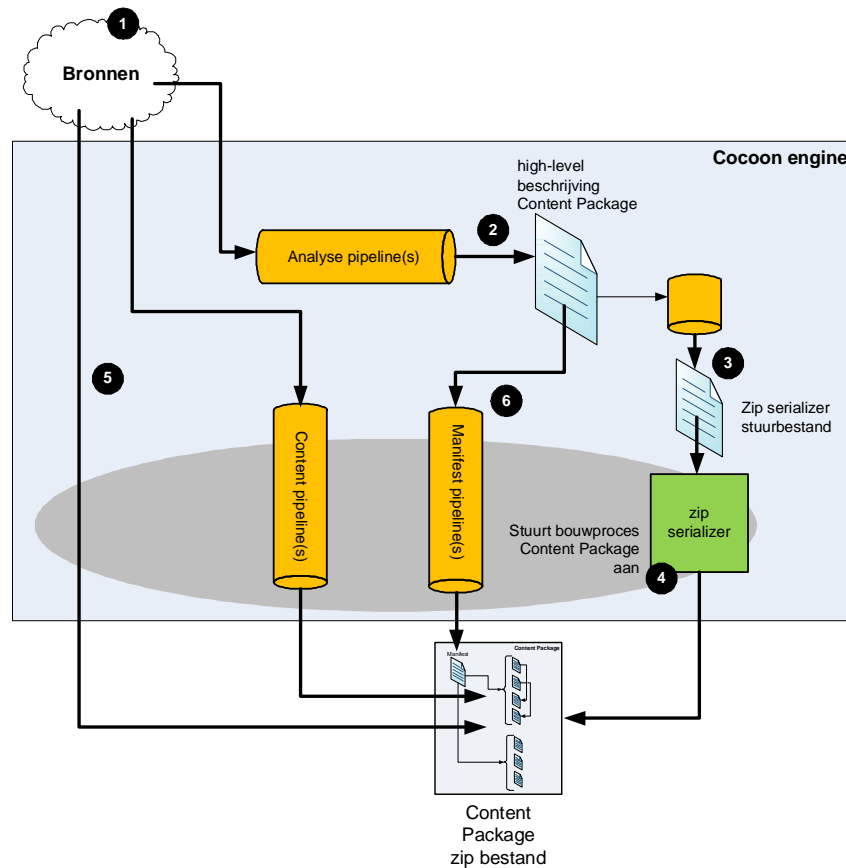 1
Bronnen
Cocoon engine
high-level
beschrijving
Content Package
2
Analyse pipeline(s)
3
5
6
Zip serializer
stuurbestand
Content pipeline(s)
Manifest pipeline(s)
zip
serializer
Stuurt bouwproces
Content Package
aan
4
Content Package
Manifest
Content
Package
zip bestand